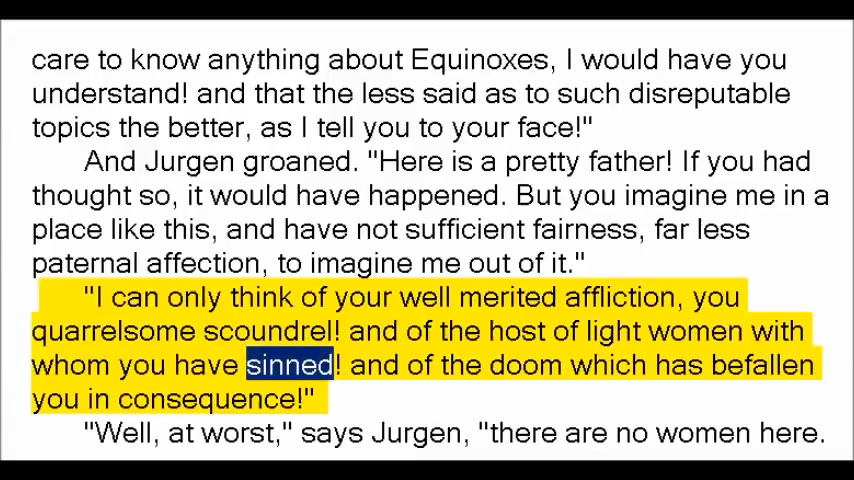 care to know anything about Equinoxes, I would have you
understand! and that the less said as to such disreputable
topics the better, as I tell you to your face!"
And Jurgen groaned. "Here is a pretty father! If you had
thought so, it would have happened. But you imagine me in a
place like this, and have not sufficient fairness, far less
paternal affection, to imagine me out of it."
"I can only think of your well merited affliction, you
quarrelsome scoundrel! and of the host of light women with
whom you have sinned! and of the doom which has befallen
you in consequence!"
"Well, at worst," says Jurgen, "there are no women here.